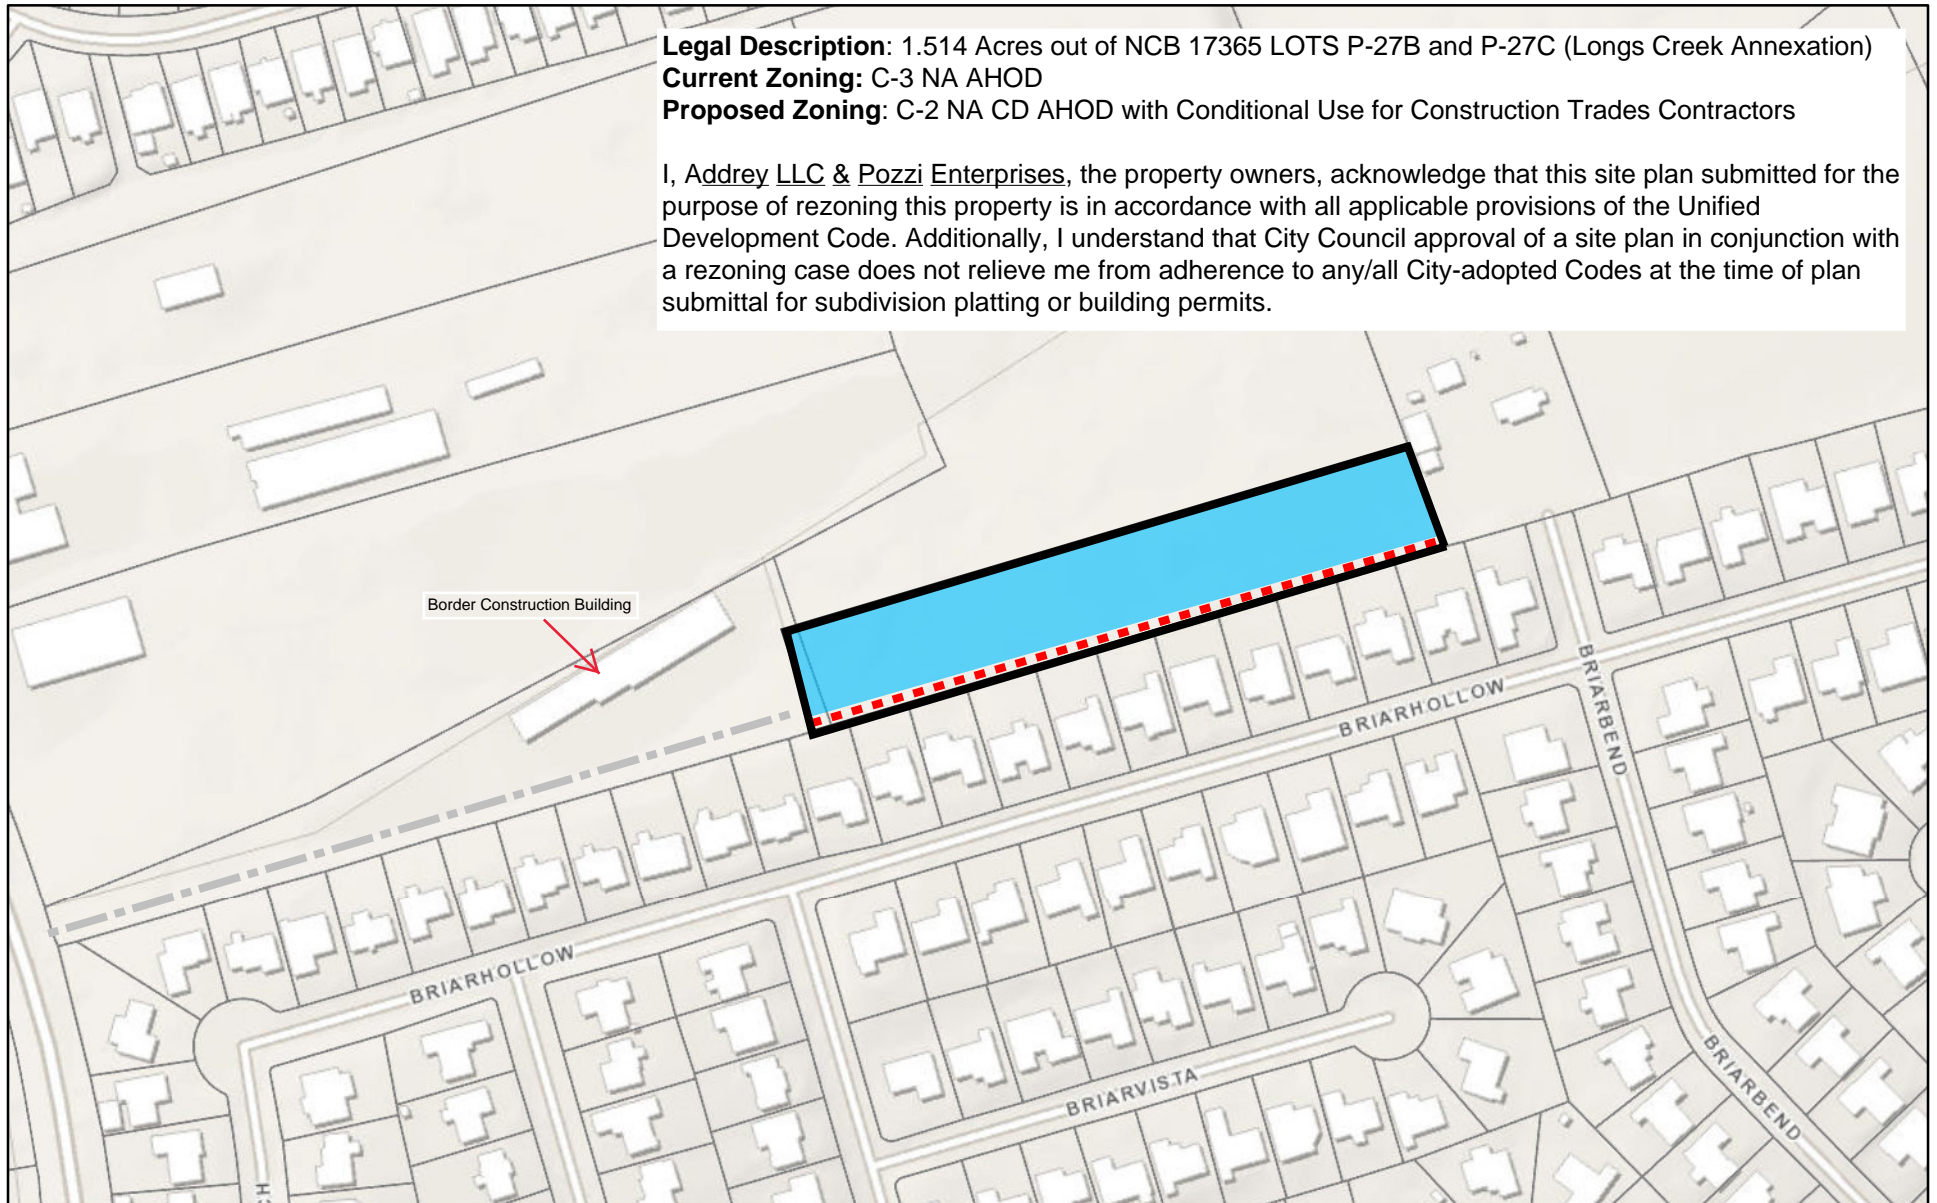 Legal Description: 1.514 Acres out of NCB 17365 LOTS P-27B and P-27C (Longs Creek Annexation)
Current Zoning: C-3 NA AHOD
Proposed Zoning: C-2 NA CD AHOD with Conditional Use for Construction Trades Contractors
I, Addrey LLC & Pozzi Enterprises, the property owners, acknowledge that this site plan submitted for the
purpose of rezoning this property is in accordance with all applicable provisions of the Unified
Development Code. Additionally, I understand that City Council approval of a site plan in conjunction with
a rezoning case does not relieve me from adherence to any/all City-adopted Codes at the time of plan
submittal for subdivision platting or building permits.
Border Construction Building
BRIARHOLLOW
BRIARBEND
BRIARHOLLOW
BRIARVISTA
BRIARBEND